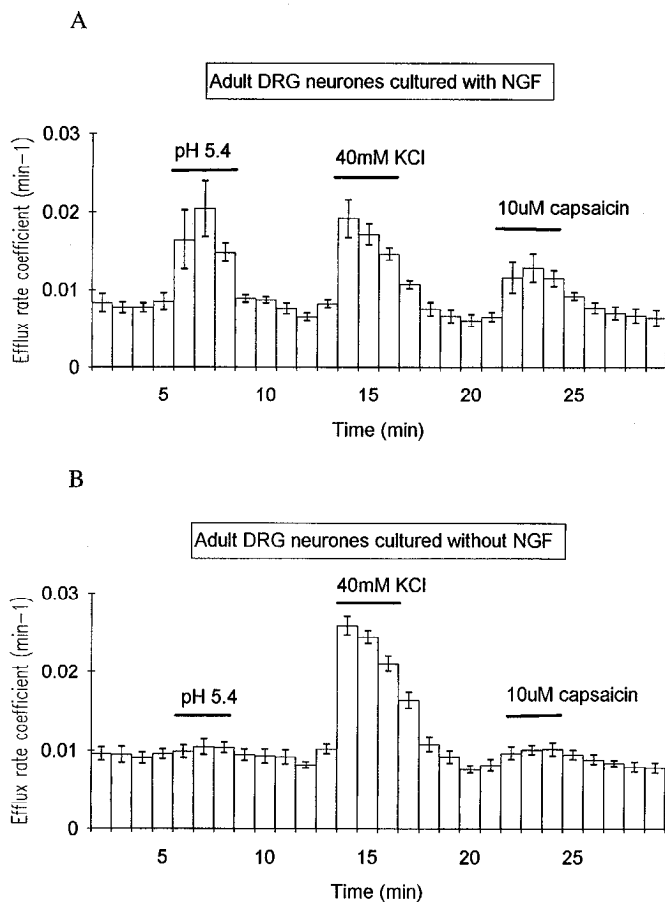 A
Adult DRG neurones cultured with NGF
0.03
0.02
0.01
0
Efflux rate coefficient (min-1)
pH 5.4
40mM KCl
10uM capsaicin
5 10 15 20 25
Time (min)
B
Adult DRG neurones cultured without NGF
0.03
0.02
0.01
0
Efflux rate coefficient (min-1)
40mM KCl
pH 5.4
10uM capsaicin
5 10 15 20 25
Time (min)